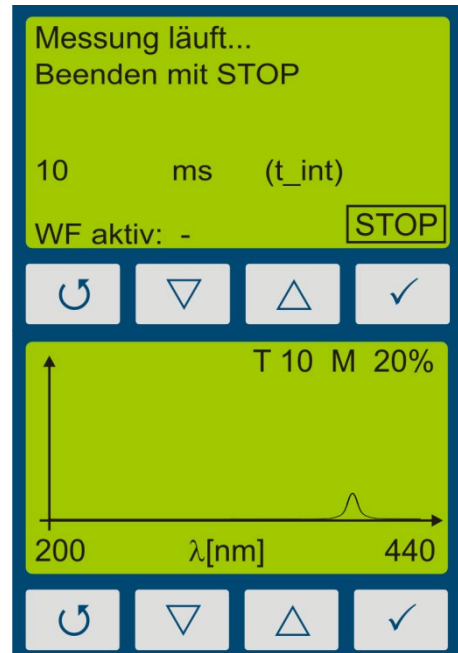 Messung läuft...
Beenden mit STOP
10 ms (t_int)
WF aktiv: - STOP
T 10 M 20%
200 λ[nm] 440